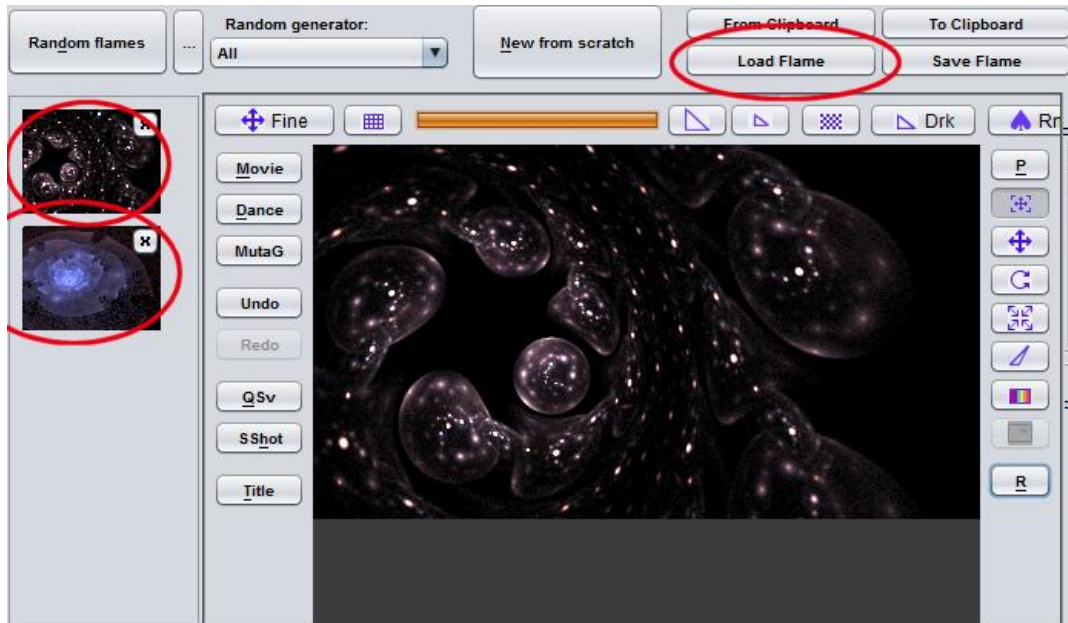 Random flames
...
Random generator:
All
New from scratch
From Clipboard
To Clipboard
Load Flame
Save Flame
Fine
Drk
Rn
Movie
Dance
MutaG
Undo
Redo
QSv
SShot
Title
P
R